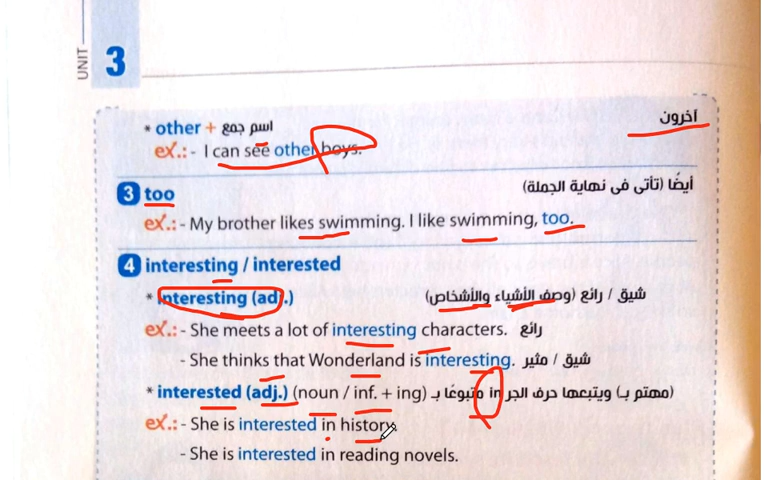 UNIT 3
* other + اسم جمع آخرون
ex.: - I can see other boys.
3 too أيضًا (تأتى فى نهاية الجملة)
ex.: - My brother likes swimming. I like swimming, too.
4 interesting / interested
* interesting (adj.) شيق / رائع (وصف الأشياء والأشخاص)
ex.: - She meets a lot of interesting characters. رائع
- She thinks that Wonderland is interesting. شيق / مثير
* interested (adj.) (noun / inf. + ing) (مهتم بـ) ويتبعها حرف الجر in متبوعًا بـ
ex.: - She is interested in history
- She is interested in reading novels.